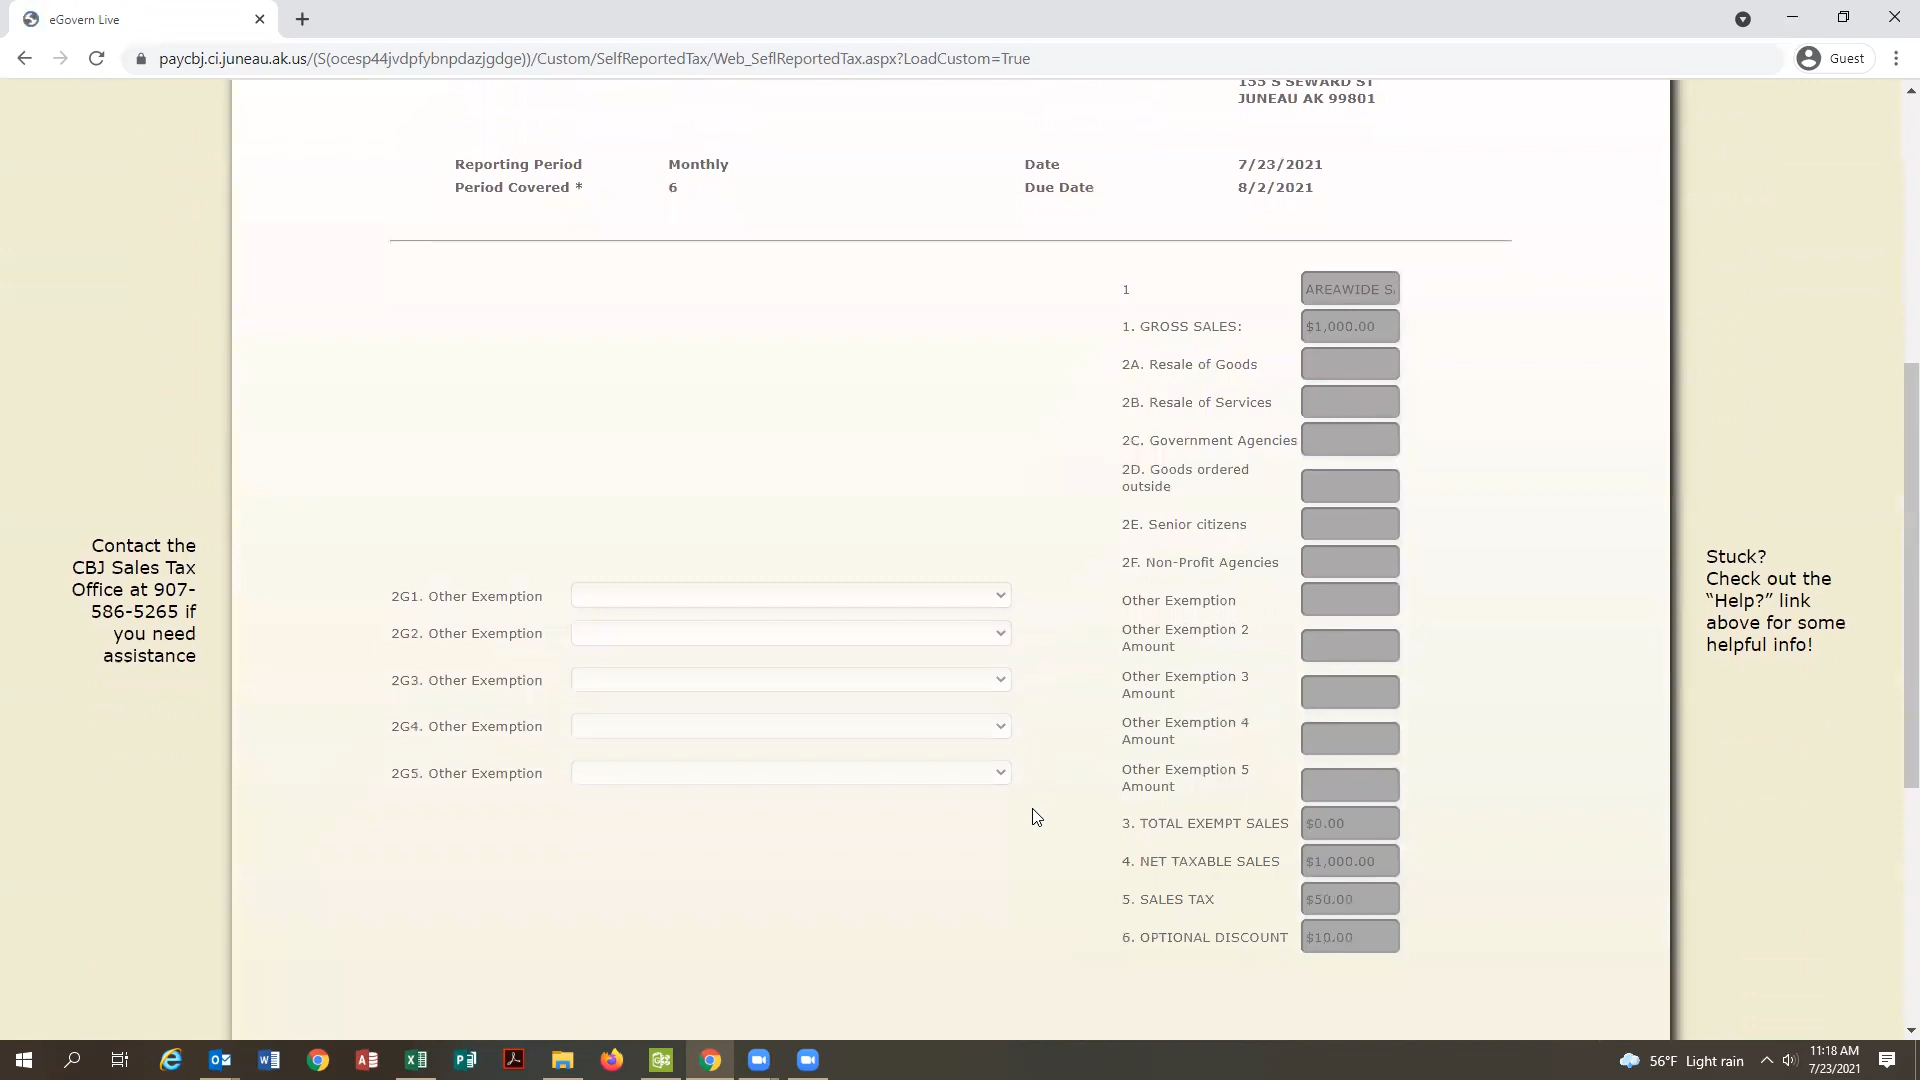 eGovern Live
paycbj.ci.juneau.ak.us/(S(ocesp44jvdpfybnpdazjgdge))/Custom/SelfReportedTax/Web_SeflReportedTax.aspx?LoadCustom=True
Guest
155 S SEWARD ST
JUNEAU AK 99801
Reporting Period Monthly Date 7/23/2021
Period Covered * 6 Due Date 8/2/2021
1 AREAWIDE S
1. GROSS SALES: $1,000.00
2A. Resale of Goods
2B. Resale of Services
2C. Government Agencies
2D. Goods ordered
outside
2E. Senior citizens
2F. Non-Profit Agencies
2G1. Other Exemption Other Exemption
2G2. Other Exemption Other Exemption 2
Amount
2G3. Other Exemption Other Exemption 3
Amount
2G4. Other Exemption Other Exemption 4
Amount
2G5. Other Exemption Other Exemption 5
Amount
3. TOTAL EXEMPT SALES $0.00
4. NET TAXABLE SALES $1,000.00
5. SALES TAX $50.00
6. OPTIONAL DISCOUNT $10.00
Contact the
CBJ Sales Tax
Office at 907-
586-5265 if
you need
assistance
Stuck?
Check out the
“Help?” link
above for some
helpful info!
56°F Light rain
11:18 AM
7/23/2021